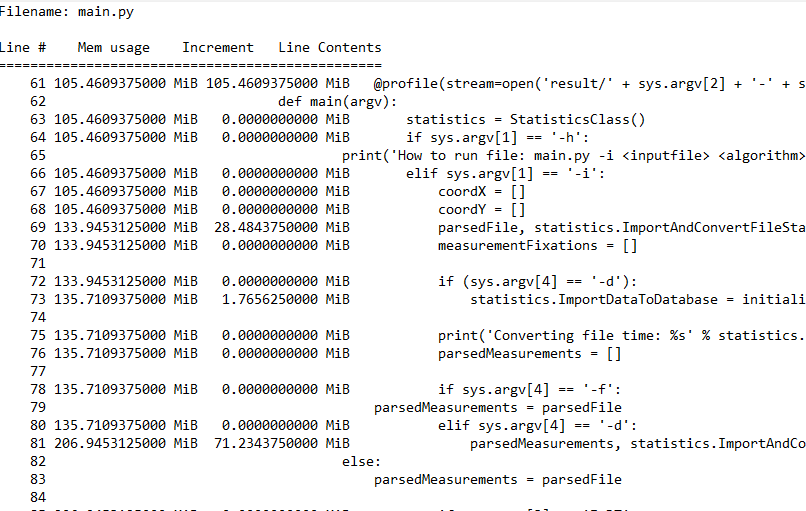 Filename: main.py
Line # Mem usage Increment Line Contents
================================================
61 105.4609375000 MiB 105.4609375000 MiB @profile(stream=open('result/' + sys.argv[2] + '-' + s
62 def main(argv):
63 105.4609375000 MiB 0.0000000000 MiB statistics = StatisticsClass()
64 105.4609375000 MiB 0.0000000000 MiB if sys.argv[1] == '-h':
65 print('How to run file: main.py -i <inputfile> <algorithm>
66 105.4609375000 MiB 0.0000000000 MiB elif sys.argv[1] == '-i':
67 105.4609375000 MiB 0.0000000000 MiB coordX = []
68 105.4609375000 MiB 0.0000000000 MiB coordY = []
69 133.9453125000 MiB 28.4843750000 MiB parsedFile, statistics.ImportAndConvertFileSta
70 133.9453125000 MiB 0.0000000000 MiB measurementFixations = []
71
72 133.9453125000 MiB 0.0000000000 MiB if (sys.argv[4] == '-d'):
73 135.7109375000 MiB 1.7656250000 MiB statistics.ImportDataToDatabase = initiali
74
75 135.7109375000 MiB 0.0000000000 MiB print('Converting file time: %s' % statistics.
76 135.7109375000 MiB 0.0000000000 MiB parsedMeasurements = []
77
78 135.7109375000 MiB 0.0000000000 MiB if sys.argv[4] == '-f':
79 parsedMeasurements = parsedFile
80 135.7109375000 MiB 0.0000000000 MiB elif sys.argv[4] == '-d':
81 206.9453125000 MiB 71.2343750000 MiB parsedMeasurements, statistics.ImportAndCo
82 else:
83 parsedMeasurements = parsedFile
84